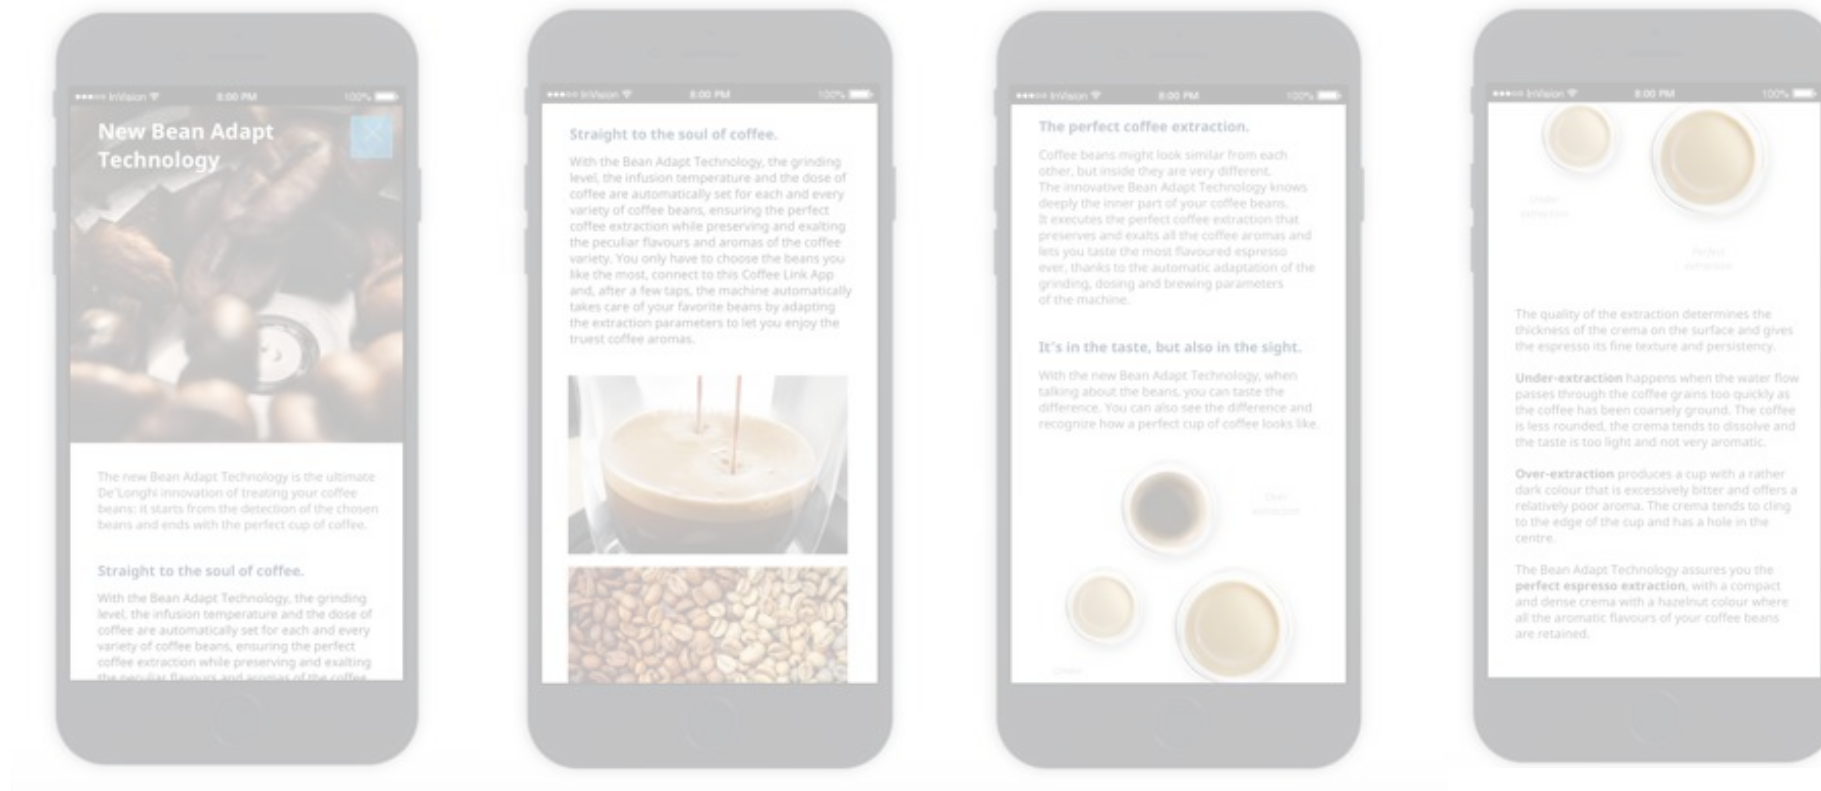 InVision 8:00 PM 100%
New Bean Adapt
Technology
The new Bean Adapt Technology is the ultimate
De'Longhi innovation of treating your coffee
beans: it starts from the detection of the chosen
beans and ends with the perfect cup of coffee.
Straight to the soul of coffee.
With the Bean Adapt Technology, the grinding
level, the infusion temperature and the dose of
coffee are automatically set for each and every
variety of coffee beans, ensuring the perfect
coffee extraction while preserving and exalting
the peculiar flavours and aromas of the coffee
InVision 8:00 PM 100%
Straight to the soul of coffee.
With the Bean Adapt Technology, the grinding
level, the infusion temperature and the dose of
coffee are automatically set for each and every
variety of coffee beans, ensuring the perfect
coffee extraction while preserving and exalting
the peculiar flavours and aromas of the coffee
variety. You only have to choose the beans you
like the most, connect to this Coffee Link App
and, after a few taps, the machine automatically
takes care of your favorite beans by adapting
the extraction parameters to let you enjoy the
truest coffee aromas.
InVision 8:00 PM 100%
The perfect coffee extraction.
Coffee beans might look similar from each
other, but inside they are very different.
The innovative Bean Adapt Technology knows
deeply the inner part of your coffee beans.
It executes the perfect coffee extraction that
preserves and exalts all the coffee aromas and
lets you taste the most flavoured espresso
ever, thanks to the automatic adaptation of the
grinding, dosing and brewing parameters
of the machine.
It's in the taste, but also in the sight.
With the new Bean Adapt Technology, when
talking about the beans, you can taste the
difference. You can also see the difference and
recognize how a perfect cup of coffee looks like.
Over
extraction
Under
InVision 8:00 PM 100%
Under
extraction
Perfect
extraction
The quality of the extraction determines the
thickness of the crema on the surface and gives
the espresso its fine texture and persistency.
Under-extraction happens when the water flow
passes through the coffee grains too quickly as
the coffee has been coarsely ground. The coffee
is less rounded, the crema tends to dissolve and
the taste is too light and not very aromatic.
Over-extraction produces a cup with a rather
dark colour that is excessively bitter and offers a
relatively poor aroma. The crema tends to cling
to the edge of the cup and has a hole in the
centre.
The Bean Adapt Technology assures you the
perfect espresso extraction, with a compact
and dense crema with a hazelnut colour where
all the aromatic flavours of your coffee beans
are retained.